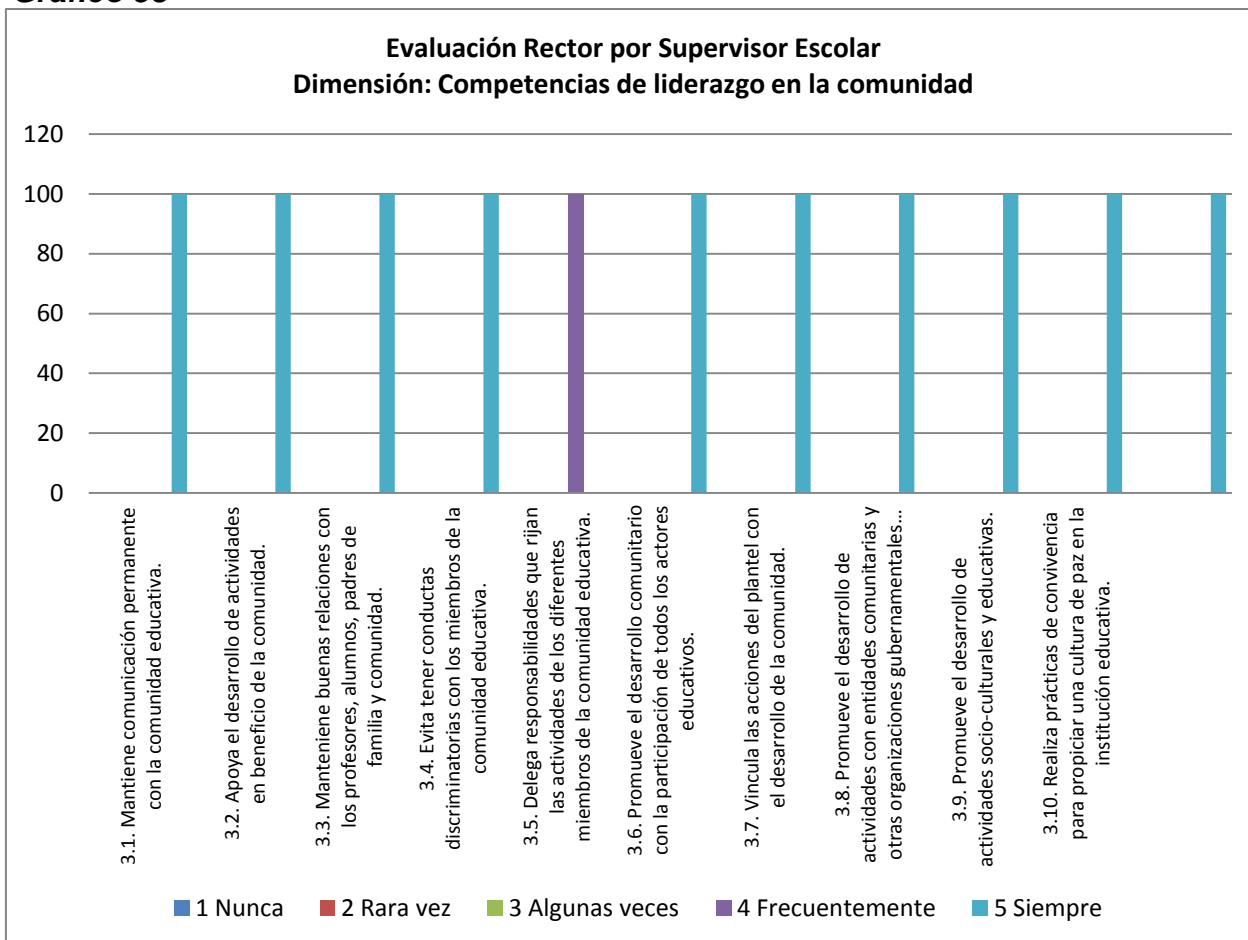 Evaluación Rector por Supervisor Escolar
Dimensión: Competencias de liderazgo en la comunidad
120
100
80
60
40
20
0
3.1. Mantiene comunicación permanente
con la comunidad educativa.
3.2. Apoya el desarrollo de actividades
en beneficio de la comunidad.
3.3. Manteniene buenas relaciones con
los profesores, alumnos, padres de
familia y comunidad.
3.4. Evita tener conductas
discriminatorias con los miembros de la
comunidad educativa.
3.5. Delega responsabilidades que rijan
las actividades de los diferentes
miembros de la comunidad educativa.
3.6. Promueve el desarrollo comunitario
con la participación de todos los actores
educativos.
3.7. Vincula las acciones del plantel con
el desarrollo de la comunidad.
3.8. Promueve el desarrollo de
actividades con entidades comunitarias y
otras organizaciones gubernamentales…
3.9. Promueve el desarrollo de
actividades socio-culturales y educativas.
3.10. Realiza prácticas de convivencia
para propiciar una cultura de paz en la
institución educativa.
1 Nunca
2 Rara vez
3 Algunas veces
4 Frecuentemente
5 Siempre